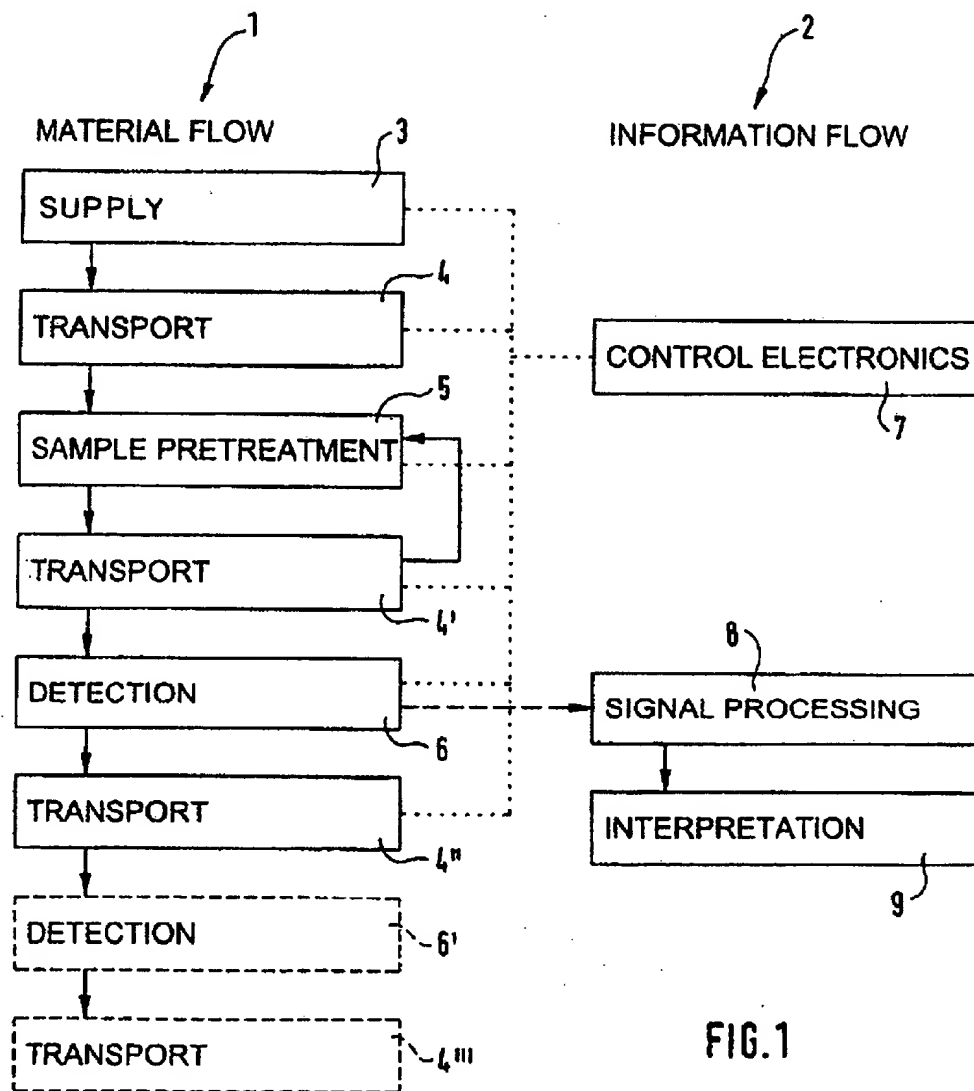 1
2
MATERIAL FLOW
INFORMATION FLOW
3
SUPPLY
4
TRANSPORT
CONTROL ELECTRONICS
7
5
SAMPLE PRETREATMENT
TRANSPORT
4'
8
DETECTION
SIGNAL PROCESSING
6
TRANSPORT
INTERPRETATION
4"
9
DETECTION
6'
TRANSPORT
4'''
FIG.1